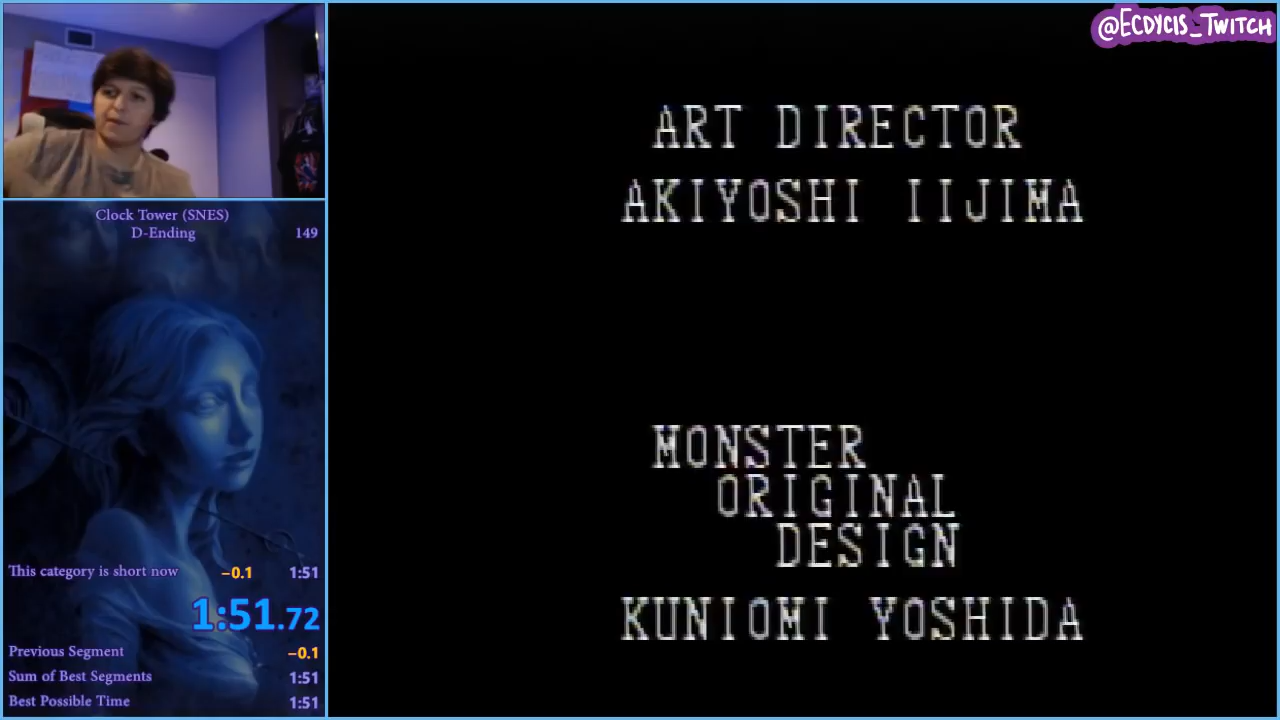 @ECDYCIS_TWITCH
Clock Tower (SNES)
D-Ending 149
This category is short now -0.1 1:51
1:51.72
Previous Segment -0.1
Sum of Best Segments 1:51
Best Possible Time 1:51
ART DIRECTOR
AKIYOSHI IIJIMA
MONSTER
ORIGINAL
DESIGN
KUNIOMI YOSHIDA